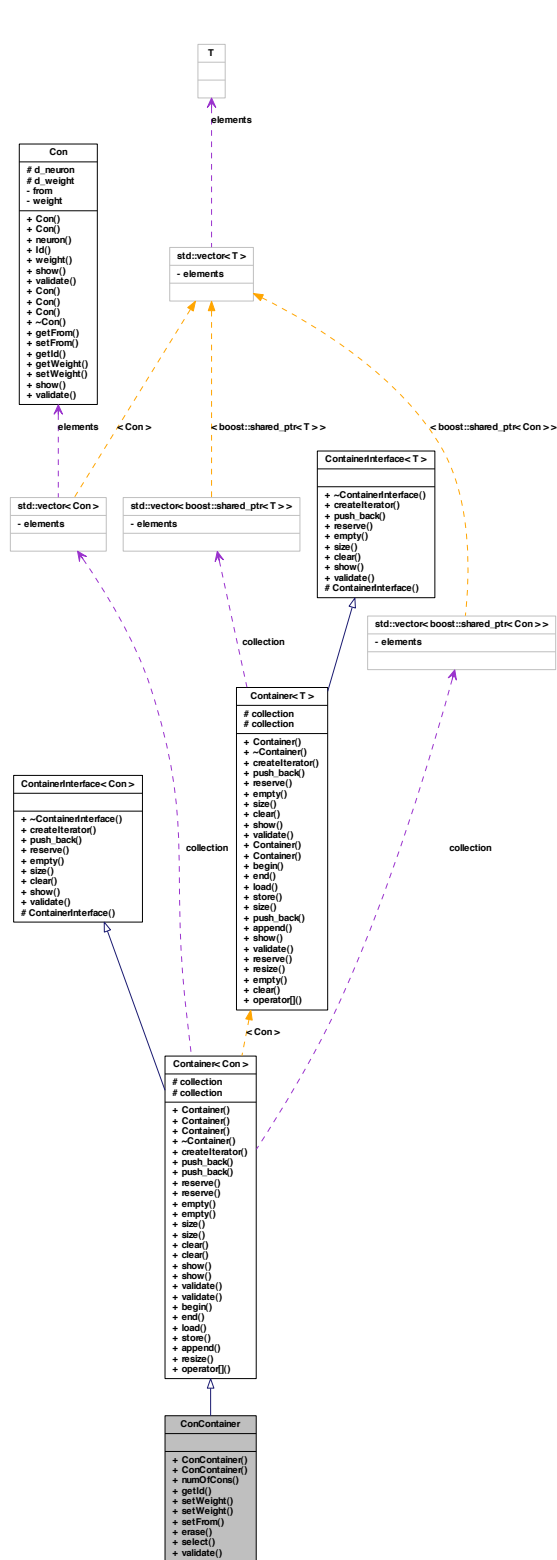 T
elements
Con
# d_neuron
# d_weight
- from
- weight
+ Con()
+ Con()
+ neuron()
+ Id()
+ weight()
+ show()
+ validate()
+ Con()
+ Con()
+ Con()
+ ~Con()
+ getFrom()
+ setFrom()
+ getId()
+ getWeight()
+ setWeight()
+ show()
+ validate()
std::vector< T >
- elements
elements
< Con >
< boost::shared_ptr< T > >
< boost::shared_ptr< Con > >
ContainerInterface< T >
+ ~ContainerInterface()
+ createIterator()
+ push_back()
+ reserve()
+ empty()
+ size()
+ clear()
+ show()
+ validate()
# ContainerInterface()
std::vector< Con >
- elements
std::vector< boost::shared_ptr< T > >
- elements
std::vector< boost::shared_ptr< Con > >
- elements
collection
Container< T >
# collection
# collection
+ Container()
+ ~Container()
+ createIterator()
+ push_back()
+ reserve()
+ empty()
+ size()
+ clear()
+ show()
+ validate()
+ Container()
+ Container()
+ begin()
+ end()
+ load()
+ store()
+ size()
+ push_back()
+ append()
+ show()
+ validate()
+ reserve()
+ resize()
+ empty()
+ clear()
+ operator[]()
ContainerInterface< Con >
+ ~ContainerInterface()
+ createIterator()
+ push_back()
+ reserve()
+ empty()
+ size()
+ clear()
+ show()
+ validate()
# ContainerInterface()
collection
collection
< Con >
Container< Con >
# collection
# collection
+ Container()
+ Container()
+ Container()
+ ~Container()
+ createIterator()
+ push_back()
+ push_back()
+ reserve()
+ reserve()
+ empty()
+ empty()
+ size()
+ size()
+ clear()
+ clear()
+ show()
+ show()
+ validate()
+ validate()
+ begin()
+ end()
+ load()
+ store()
+ append()
+ resize()
+ operator[]()
ConContainer
+ ConContainer()
+ ConContainer()
+ numOfCons()
+ getId()
+ setWeight()
+ setWeight()
+ setFrom()
+ erase()
+ select()
+ validate()